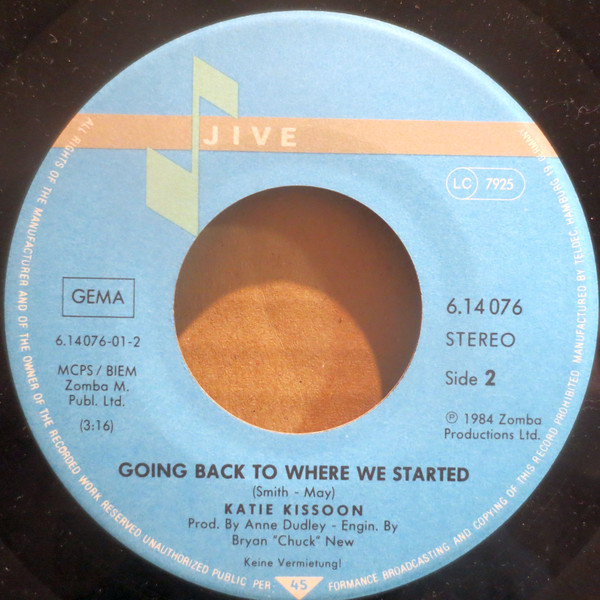 JIVE
LC 7925
GEMA
6.14076-01-2
MCPS / BIEM
Zomba M.
Publ. Ltd.
(3:16)
6.14076
STEREO
Side 2
℗ 1984 Zomba
Productions Ltd.
GOING BACK TO WHERE WE STARTED
(Smith - May)
KATIE KISSOON
Prod. By Anne Dudley - Engin. By
Bryan "Chuck" New
Keine Vermietung!
45
ALL RIGHTS OF THE MANUFACTURER AND OF THE OWNER OF THE RECORDED WORK RESERVED UNAUTHORIZED PUBLIC PERFORMANCE BROADCASTING AND COPYING OF THIS RECORD PROHIBITED MANUFACTURED BY TELDEC HAMBURG 19 GERMANY